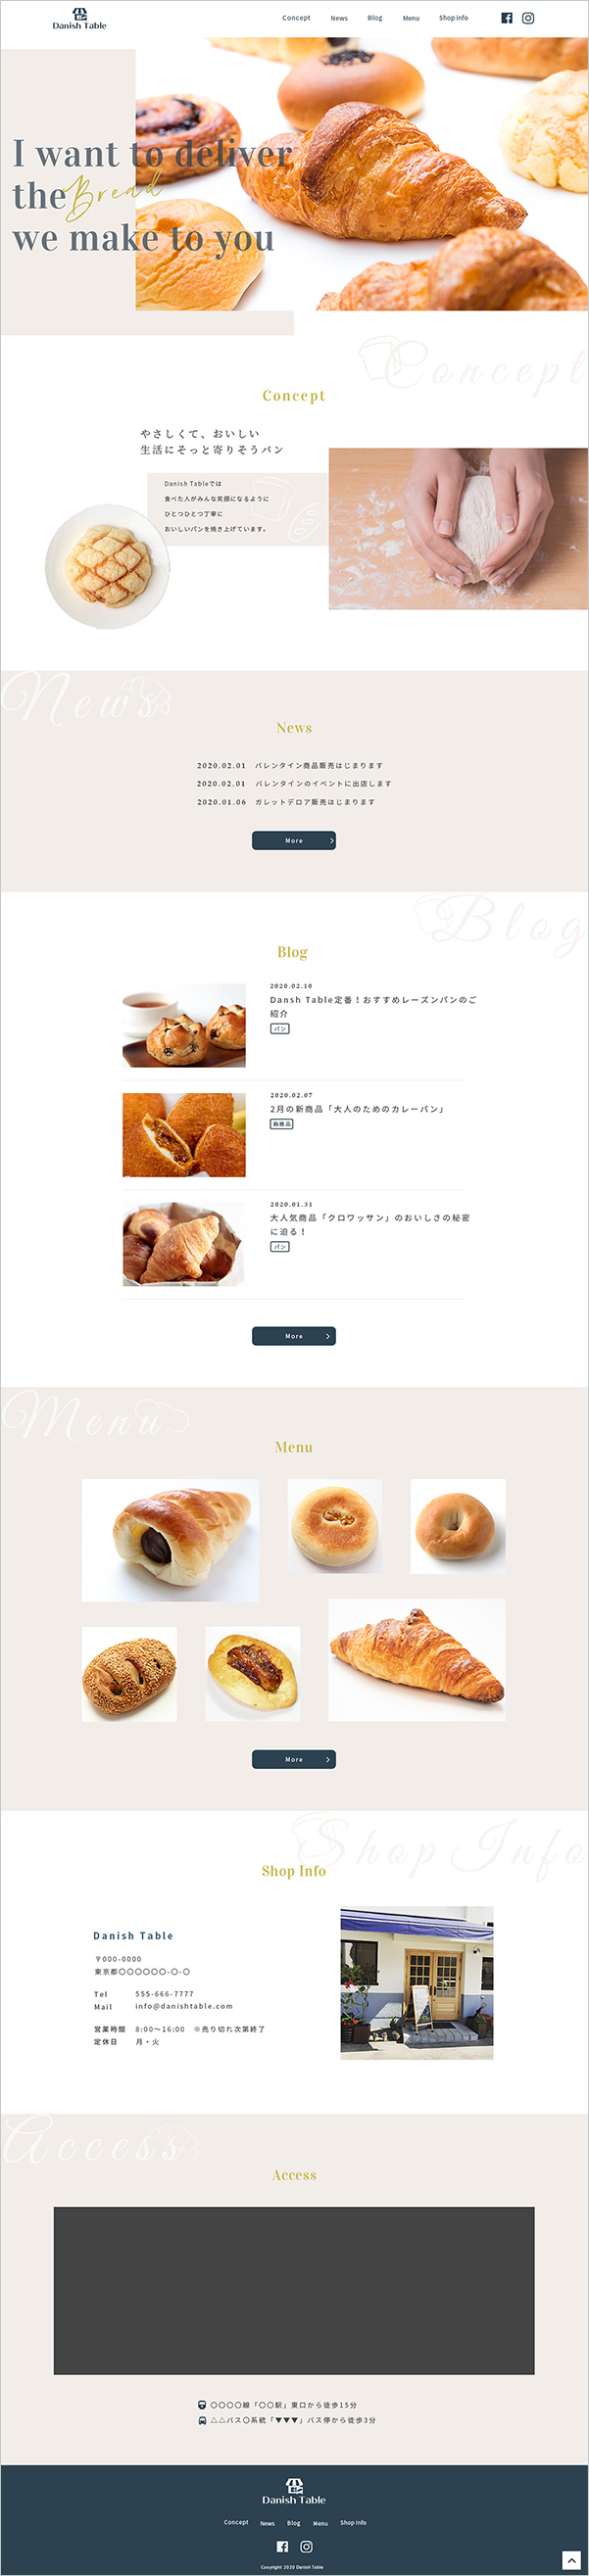 Danish Table
Concept News Blog Menu Shop info
I want to deliver
the Bread
we make to you
Concept
Concept
やさしくて、おいしい
生活にそっと寄りそうパン
Danish Tableでは
食べた人がみんな笑顔になるように
ひとつひとつ丁寧に
おいしいパンを焼き上げています。
News
News
2020.02.01 バレンタイン商品販売はじまります
2020.02.01 バレンタインのイベントに出店します
2020.01.06 ガレットデロア販売はじまります
More
Blog
Blog
2020.02.10
Dansh Table定番！おすすめレーズンパンのご
紹介
パン
2020.02.07
2月の新商品「大人のためのカレーパン」
新商品
2020.01.31
大人気商品「クロワッサン」のおいしさの秘密
に迫る！
パン
More
Menu
Menu
More
Shop Info
Shop Info
Danish Table
〒000-0000
東京都〇〇〇〇〇〇-〇-〇
Tel 555-666-7777
Mail info@danishtable.com
営業時間 8:00〜16:00 ※売り切れ次第終了
定休日 月・火
Access
Access
〇〇〇〇線「〇〇駅」東口から徒歩15分
△△バス〇系統「▼▼▼」バス停から徒歩3分
Danish Table
Concept News Blog Menu Shop Info
Cosyright 2020 Danish Table